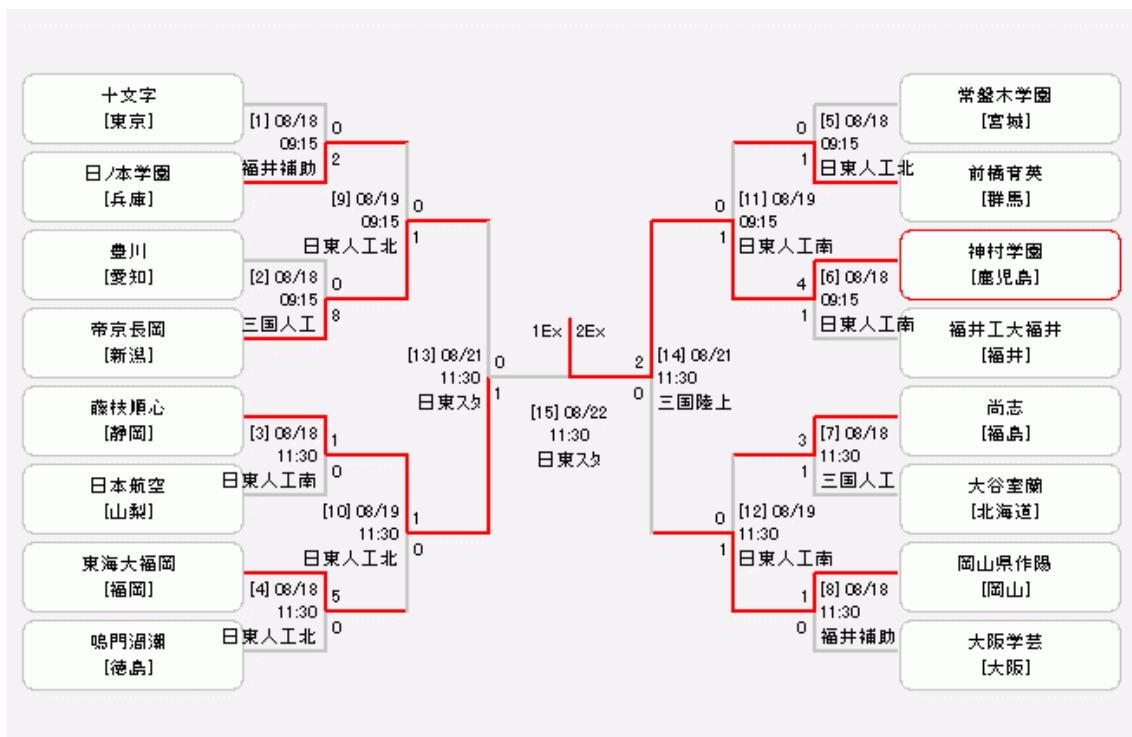 十文字
[東京]
[1] 08/18
09:15
福井補助
0
2
日ノ本学園
[兵庫]
[9] 08/19
09:15
日東人工北
0
1
豊川
[愛知]
[2] 08/18
09:15
三国人工
0
8
帝京長岡
[新潟]
[13] 08/21
11:30
日東スタ
0
1
藤枝順心
[静岡]
[3] 08/18
11:30
日東人工南
1
0
日本航空
[山梨]
[10] 08/19
11:30
日東人工北
1
0
東海大福岡
[福岡]
[4] 08/18
11:30
日東人工北
5
0
鳴門渦潮
[徳島]
1Ex
2Ex
[15] 08/22
11:30
日東スタ
常盤木学園
[宮城]
0
1
[5] 08/18
09:15
日東人工北
前橋育英
[群馬]
0
1
[11] 08/19
09:15
日東人工南
神村学園
[鹿児島]
4
1
[6] 08/18
09:15
日東人工南
福井工大福井
[福井]
2
0
[14] 08/21
11:30
三国陸上
尚志
[福島]
3
1
[7] 08/18
11:30
三国人工
大谷室蘭
[北海道]
0
1
[12] 08/19
11:30
日東人工南
岡山県作陽
[岡山]
1
0
[8] 08/18
11:30
福井補助
大阪学芸
[大阪]